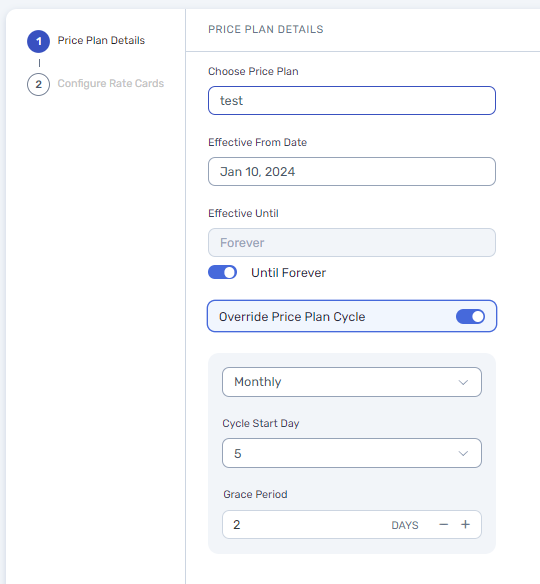 1 Price Plan Details
2 Configure Rate Cards
PRICE PLAN DETAILS
Choose Price Plan
test
Effective From Date
Jan 10, 2024
Effective Until
Forever
Until Forever
Override Price Plan Cycle
Monthly
Cycle Start Day
5
Grace Period
2 DAYS − +